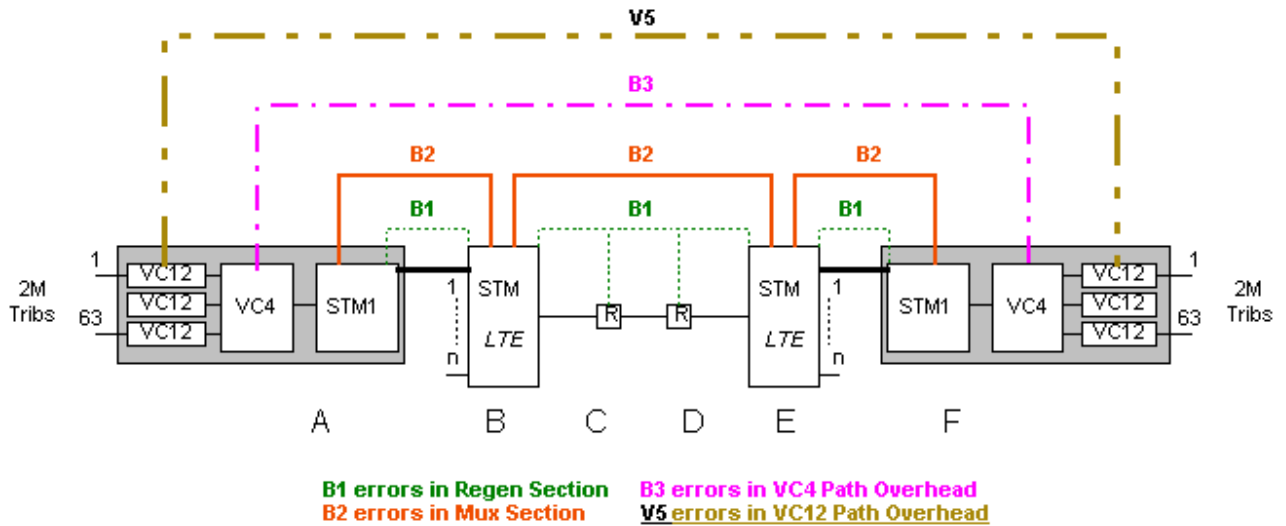 V5
B3
B2 B2 B2
B1 B1 B1
1 VC12 VC4 STM1 1 STM STM 1 STM1 VC4 VC12 1
2M Tribs VC12 R R VC12 2M Tribs
63 VC12 LTE LTE VC12 63
n n
A B C D E F
B1 errors in Regen Section B3 errors in VC4 Path Overhead
B2 errors in Mux Section V5 errors in VC12 Path Overhead